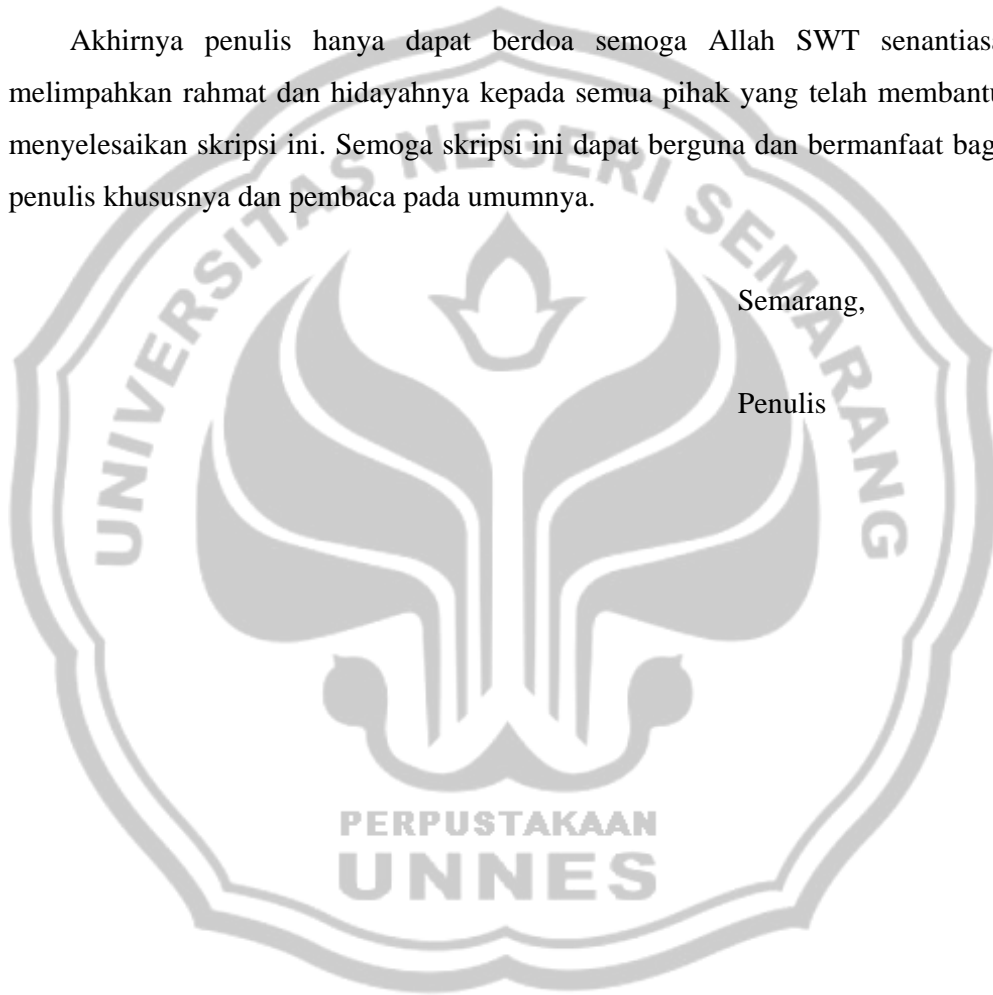 Akhirnya penulis hanya dapat berdoa semoga Allah SWT senantiasa
melimpahkan rahmat dan hidayahnya kepada semua pihak yang telah membantu
menyelesaikan skripsi ini. Semoga skripsi ini dapat berguna dan bermanfaat bag
penulis khususnya dan pembaca pada umumnya.
Semarang,
Penulis
UNIVERSITAS NEGERI SEMARANG
PERPUSTAKAAN
UNNES